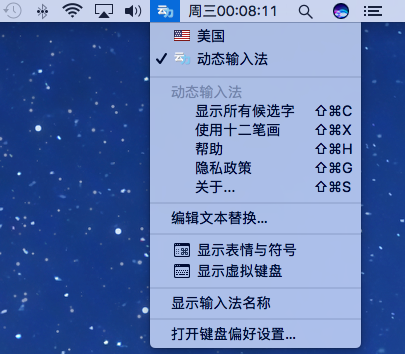 云力 周三00:08:11
美国
云力 动态输入法
动态输入法
显示所有候选字 ⇧⌘C
使用十二笔画 ⇧⌘X
帮助 ⇧⌘H
隐私政策 ⇧⌘G
关于... ⇧⌘S
编辑文本替换...
显示表情与符号
显示虚拟键盘
显示输入法名称
打开键盘偏好设置...